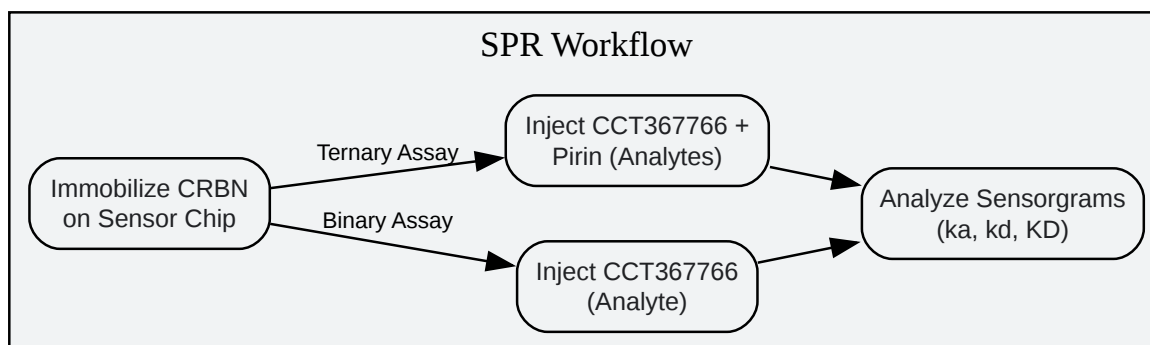 SPR Workflow
Immobilize CRBN
on Sensor Chip
Ternary Assay
Inject CCT367766 +
Pirin (Analytes)
Binary Assay
Inject CCT367766
(Analyte)
Analyze Sensorgrams
(ka, kd, KD)